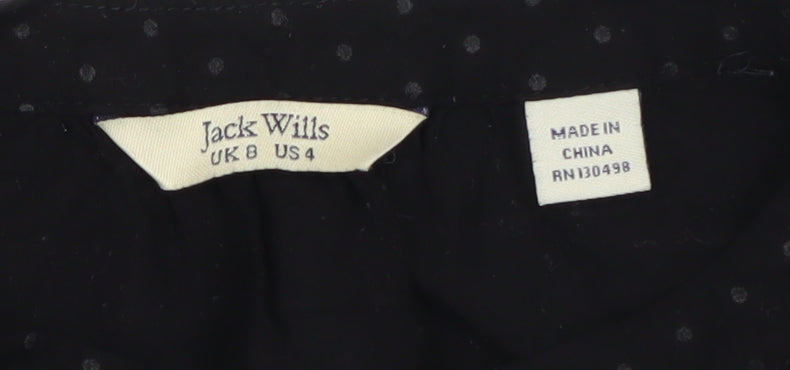 Jack Wills
UK 8 US 4
MADE IN
CHINA
RN130498